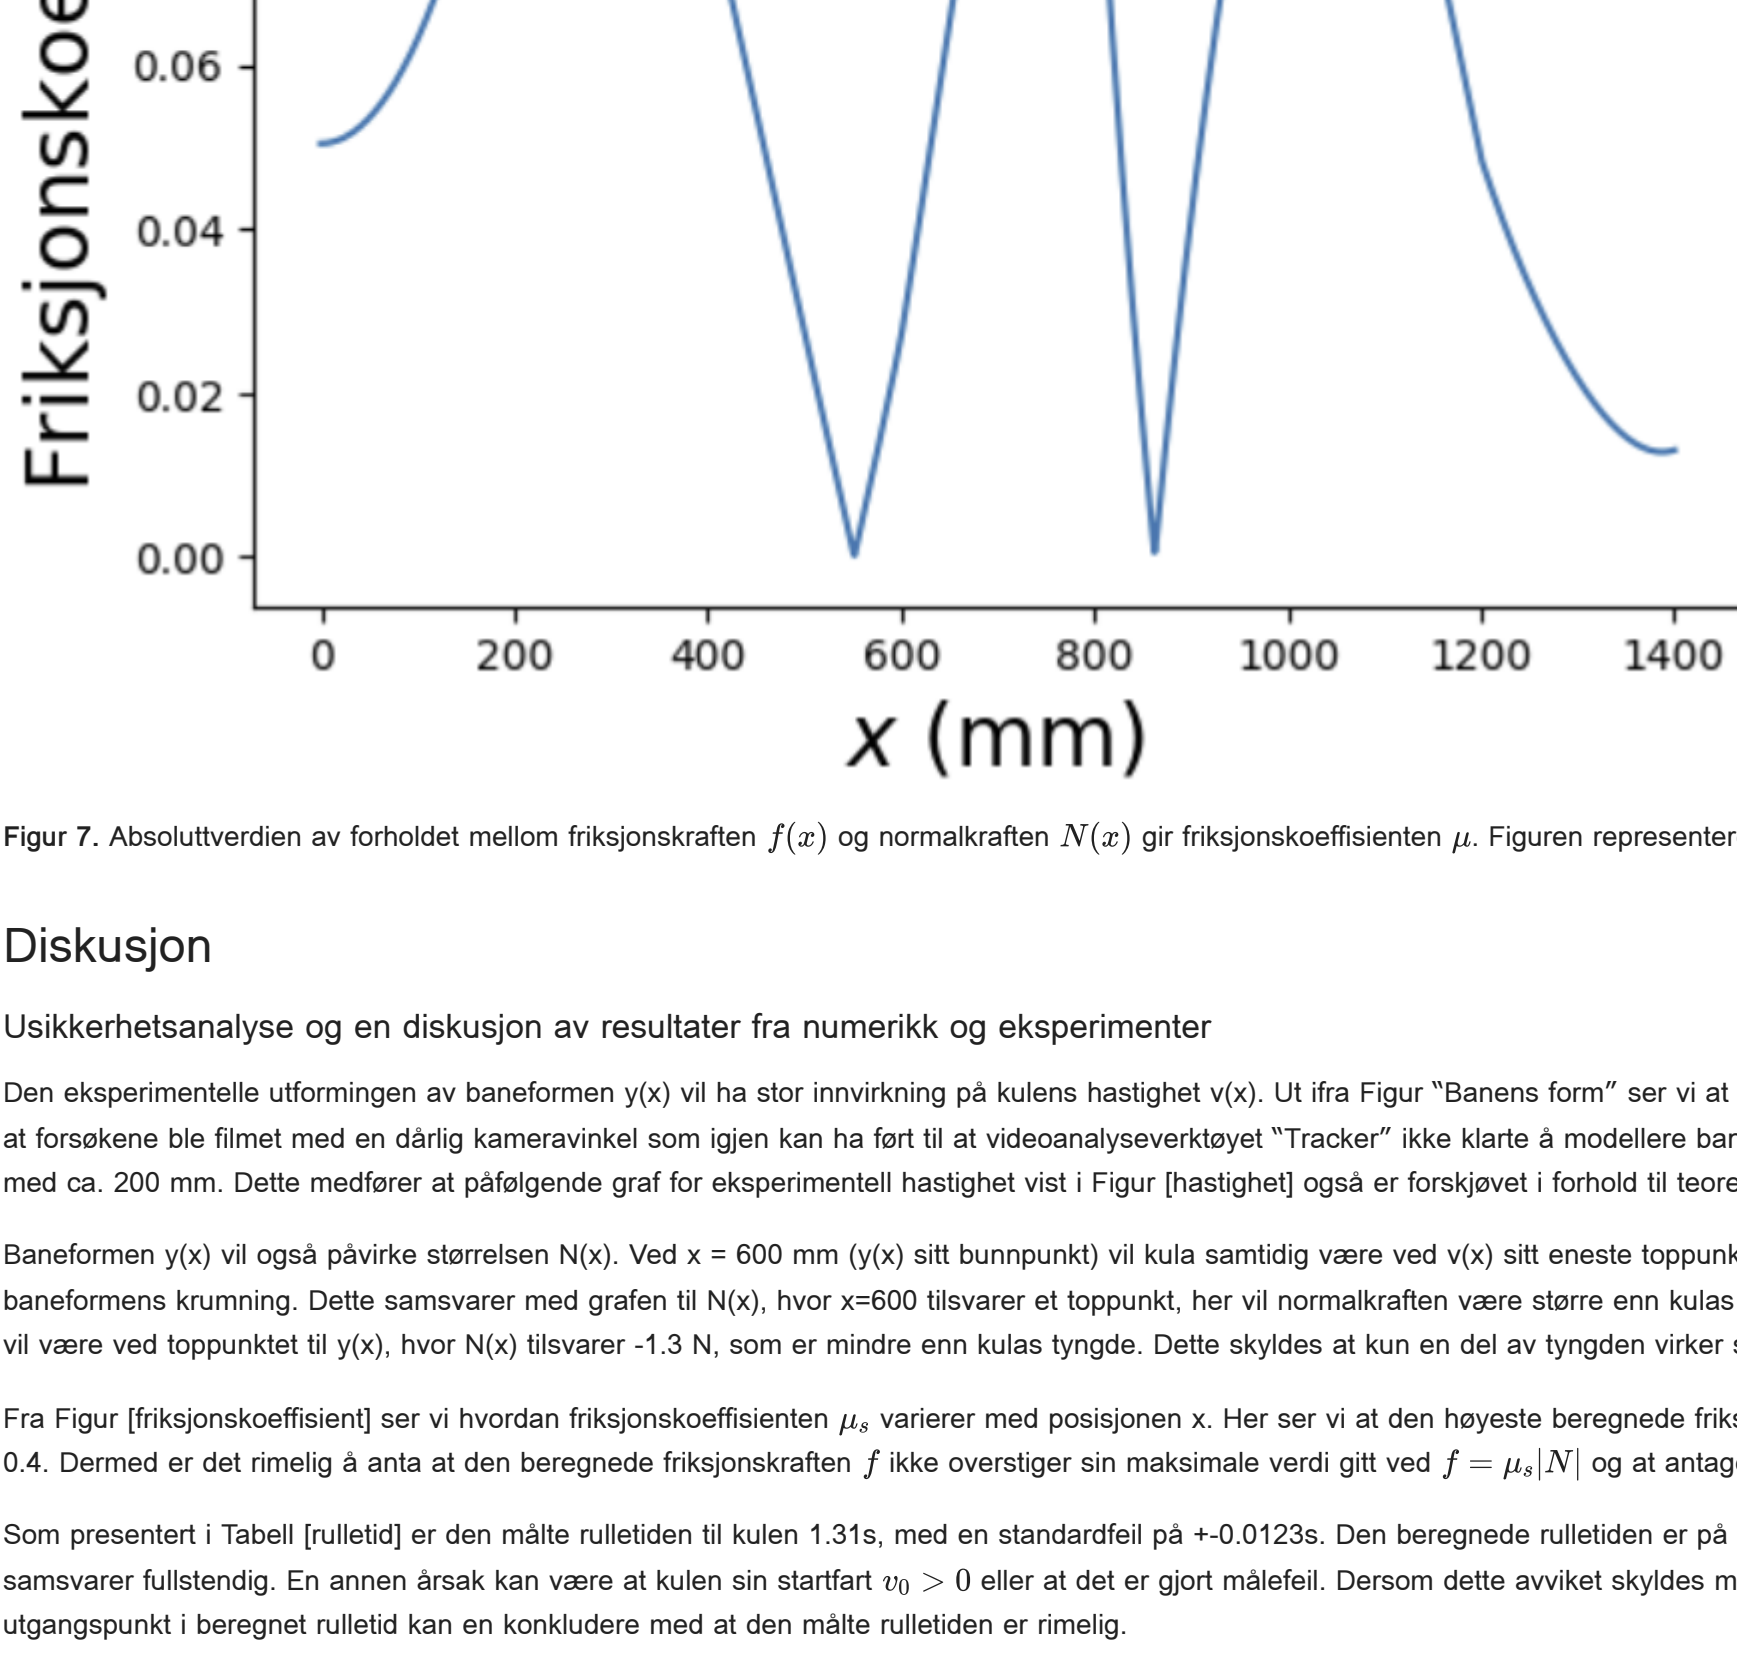 Friksjonskoe
0.06
0.04
0.02
0.00
0 200 400 600 800 1000 1200 1400
x (mm)
Figur 7. Absoluttverdien av forholdet mellom friksjonskraften f(x) og normalkraften N(x) gir friksjonskoeffisienten μ. Figuren representer
Diskusjon
Usikkerhetsanalyse og en diskusjon av resultater fra numerikk og eksperimenter
Den eksperimentelle utformingen av baneformen y(x) vil ha stor innvirkning på kulens hastighet v(x). Ut ifra Figur “Banens form” ser vi at
at forsøkene ble filmet med en dårlig kameravinkel som igjen kan ha ført til at videoanalyseverktøyet “Tracker” ikke klarte å modellere ban
med ca. 200 mm. Dette medfører at påfølgende graf for eksperimentell hastighet vist i Figur [hastighet] også er forskjøvet i forhold til teore
Baneformen y(x) vil også påvirke størrelsen N(x). Ved x = 600 mm (y(x) sitt bunnpunkt) vil kula samtidig være ved v(x) sitt eneste toppunk
baneformens krumning. Dette samsvarer med grafen til N(x), hvor x=600 tilsvarer et toppunkt, her vil normalkraften være større enn kulas
vil være ved toppunktet til y(x), hvor N(x) tilsvarer -1.3 N, som er mindre enn kulas tyngde. Dette skyldes at kun en del av tyngden virker s
Fra Figur [friksjonskoeffisient] ser vi hvordan friksjonskoeffisienten μₛ varierer med posisjonen x. Her ser vi at den høyeste beregnede friks
0.4. Dermed er det rimelig å anta at den beregnede friksjonskraften f ikke overstiger sin maksimale verdi gitt ved f = μₛ|N| og at antag
Som presentert i Tabell [rulletid] er den målte rulletiden til kulen 1.31s, med en standardfeil på +-0.0123s. Den beregnede rulletiden er på
samsvarer fullstendig. En annen årsak kan være at kulen sin startfart v₀ > 0 eller at det er gjort målefeil. Dersom dette avviket skyldes m
utgangspunkt i beregnet rulletid kan en konkludere med at den målte rulletiden er rimelig.